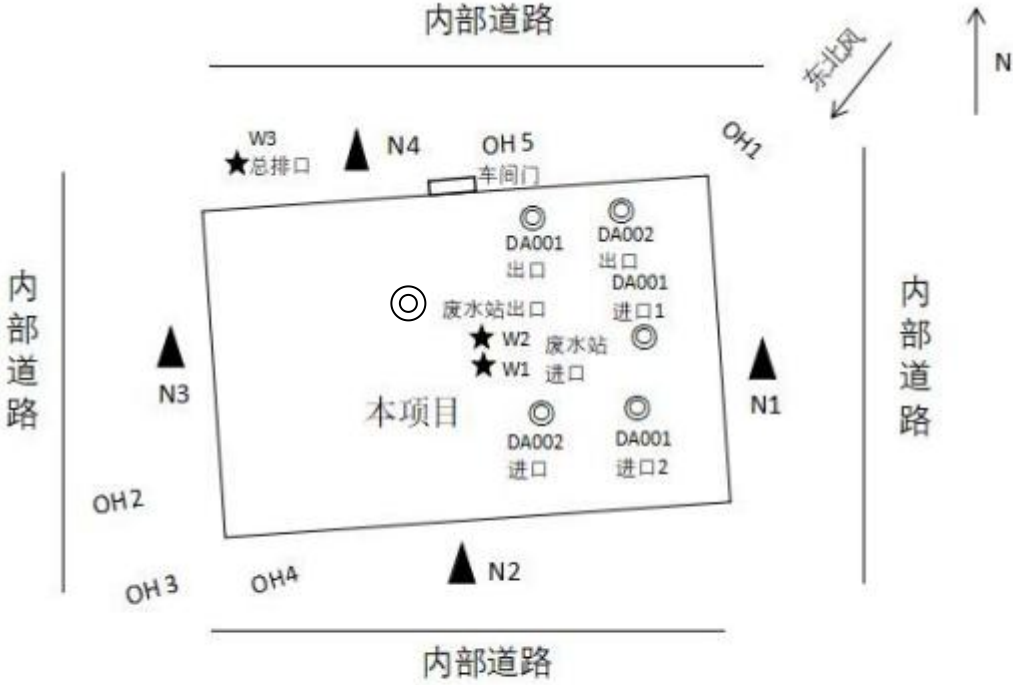 内部道路
东北风
N
W3
总排口
N4
OH 5
车间门
OH1
DA001
出口
DA002
出口
DA001
进口1
废水站出口
W2
W1
废水站
进口
内部道路
N3
本项目
DA002
进口
DA001
进口2
N1
内部道路
OH 2
OH 3
OH4
N2
内部道路